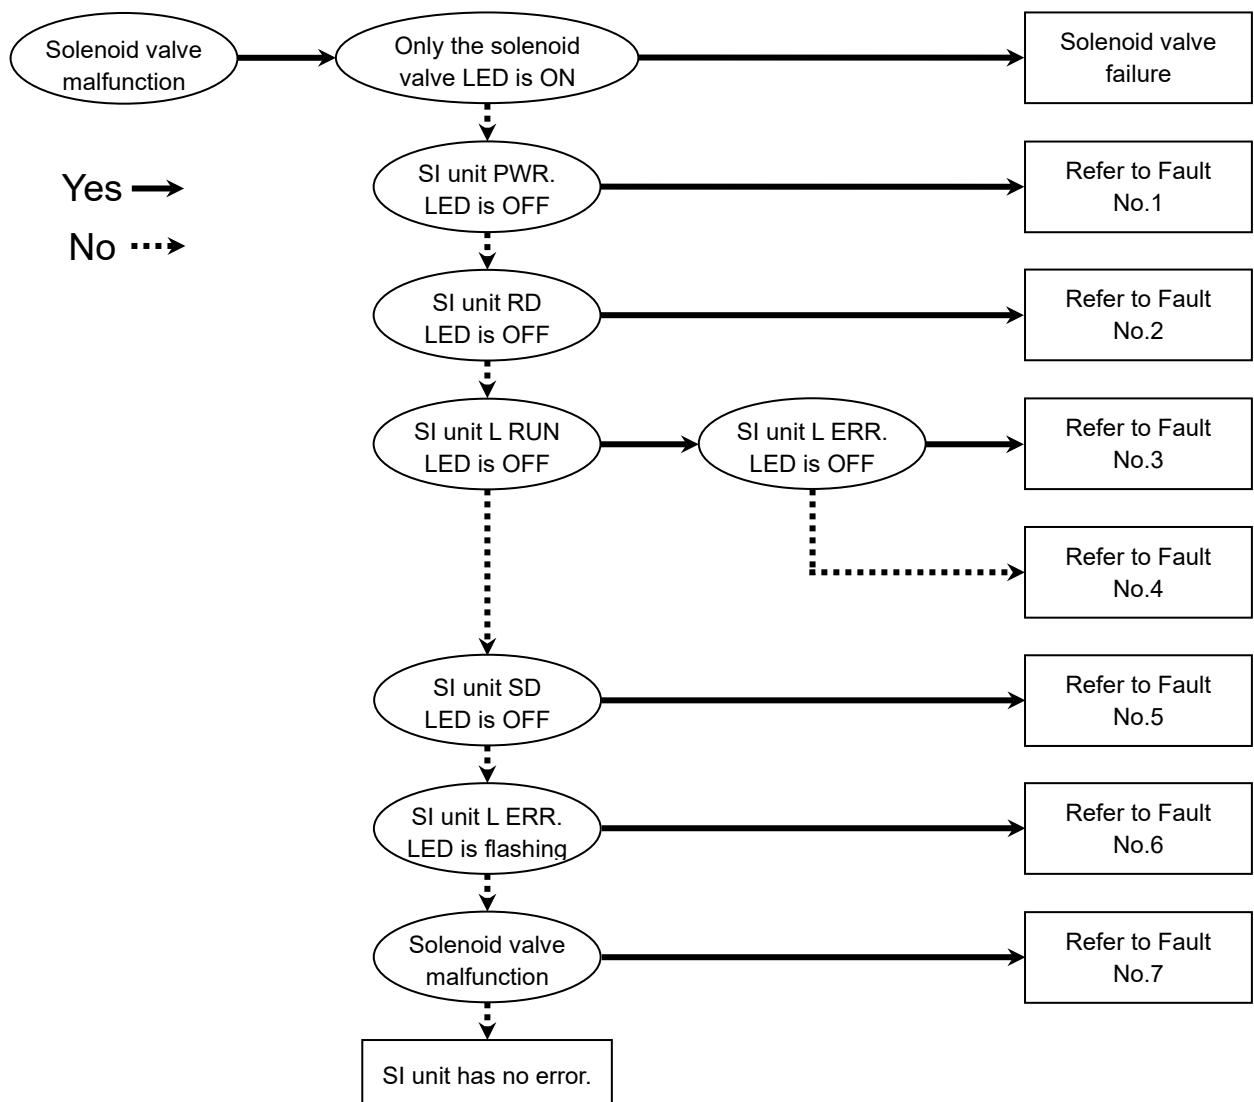 Solenoid valve
malfunction
Only the solenoid
valve LED is ON
Solenoid valve
failure
Yes
No
SI unit PWR.
LED is OFF
Refer to Fault
No.1
SI unit RD
LED is OFF
Refer to Fault
No.2
SI unit L RUN
LED is OFF
SI unit L ERR.
LED is OFF
Refer to Fault
No.3
Refer to Fault
No.4
SI unit SD
LED is OFF
Refer to Fault
No.5
SI unit L ERR.
LED is flashing
Refer to Fault
No.6
Solenoid valve
malfunction
Refer to Fault
No.7
SI unit has no error.